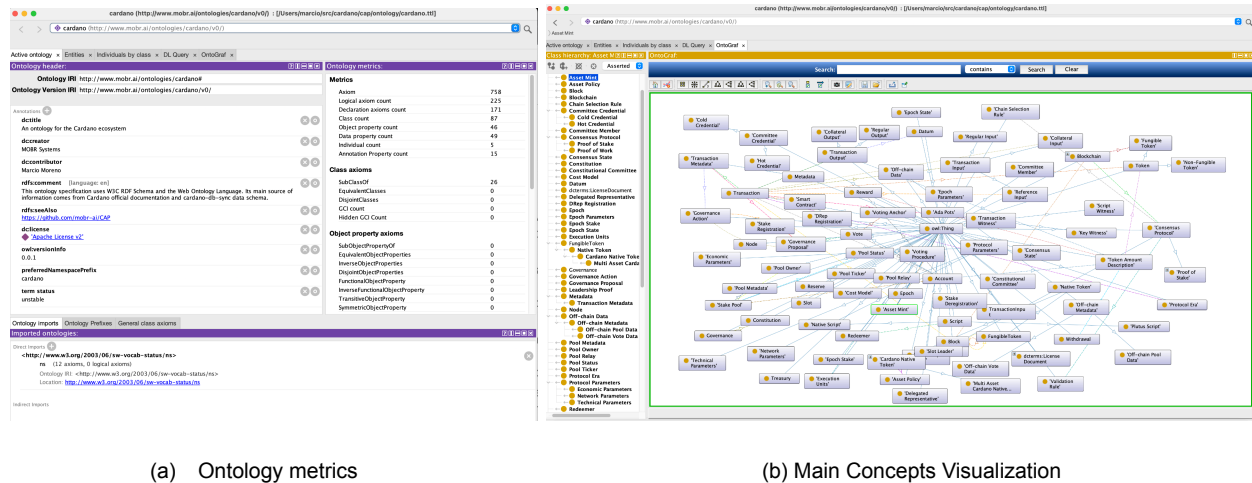 cardano (http://www.mobr.ai/ontologies/cardano/v0/) : [/Users/marcio/src/cardano/cap/ontology/cardano.ttl]
cardano (http://www.mobr.ai/ontologies/cardano/v0/)
Active ontology × Entities × Individuals by class × DL Query × OntoGraf ×
Ontology header:
Ontology IRI http://www.mobr.ai/ontologies/cardano#
Ontology Version IRI http://www.mobr.ai/ontologies/cardano/v0/
Annotations
dc:title
An ontology for the Cardano ecosystem
dc:creator
MOBR Systems
dc:contributor
Marcio Moreno
rdfs:comment [language: en]
This ontology specification uses W3C RDF Schema and the Web Ontology Language. Its main source of
information comes from Cardano official documentation and cardano-db-sync data schema.
rdfs:seeAlso
https://github.com/mobr-ai/CAP
dc:license
'Apache License v2'
owl:versionInfo
0.0.1
preferredNamespacePrefix
cardano
term status
unstable
Ontology metrics:
Metrics
Axiom 758
Logical axiom count 225
Declaration axioms count 171
Class count 87
Object property count 46
Data property count 49
Individual count 5
Annotation Property count 15
Class axioms
SubClassOf 26
EquivalentClasses 0
DisjointClasses 0
GCI count 0
Hidden GCI Count 0
Object property axioms
SubObjectPropertyOf 0
EquivalentObjectProperties 0
InverseObjectProperties 0
DisjointObjectProperties 0
FunctionalObjectProperty 0
InverseFunctionalObjectProperty 0
TransitiveObjectProperty 0
SymmetricObjectProperty 0
Ontology imports Ontology Prefixes General class axioms
Imported ontologies:
Direct Imports
<http://www.w3.org/2003/06/sw-vocab-status/ns>
ns (12 axioms, 0 logical axioms)
Ontology IRI: <http://www.w3.org/2003/06/sw-vocab-status/ns>
Location: http://www.w3.org/2003/06/sw-vocab-status/ns
Indirect Imports
(a) Ontology metrics
cardano (http://www.mobr.ai/ontologies/cardano/v0/) : [/Users/marcio/src/cardano/cap/ontology/cardano.ttl]
cardano (http://www.mobr.ai/ontologies/cardano/v0/)
Asset Mint
Active ontology × Entities × Individuals by class × DL Query × OntoGraf ×
Class hierarchy: Asset M
Asserted
Asset Mint
Asset Policy
Block
Blockchain
Chain Selection Rule
Committee Credential
Cold Credential
Hot Credential
Committee Member
Consensus Protocol
Proof of Stake
Proof of Work
Consensus State
Constitution
Constitutional Committee
Cost Model
Datum
dcterms:LicenseDocument
Delegated Representative
DRep Registration
Epoch
Epoch Parameters
Epoch Stake
Epoch State
Execution Units
FungibleToken
Native Token
Cardano Native Toke
Multi Asset Carda
Governance
Governance Action
Governance Proposal
Leadership Proof
Metadata
Transaction Metadata
Node
Off-chain Data
Off-chain Metadata
Off-chain Pool Data
Off-chain Vote Data
Pool Metadata
Pool Owner
Pool Relay
Pool Status
Pool Ticker
Protocol Era
Protocol Parameters
Economic Parameters
Network Parameters
Technical Parameters
Redeemer
OntoGraf:
Search: contains Search Clear
'Epoch State'
'Chain Selection
Rule'
'Cold
Credential'
'Committee
Credential'
'Collateral
Output'
'Regular
Output'
Datum
'Regular Input'
'Collateral
Input'
'Fungible
Token'
'Transaction
Metadata'
'Hot
Credential'
'Transaction
Output'
Metadata
'Off-chain
Data'
'Transaction
Input'
'Committee
Member'
Blockchain
Token
'Non-Fungible
Token'
Transaction
'Smart
Contract'
Reward
'Epoch
Parameters'
'Reference
Input'
'Script
Witness'
'Governance
Action'
'Stake
Registration'
'DRep
Registration'
'Voting Anchor'
'Ada Pots'
'Transaction
Witness'
owl:Thing
'Key Witness'
'Consensus
Protocol'
Vote
Node
'Governance
Proposal'
'Economic
Parameters'
'Pool Status'
'Voting
Procedure'
'Protocol
Parameters'
'Consensus
State'
'Token Amount
Description'
'Proof of
Stake'
'Pool Owner'
'Pool Ticker'
'Pool Relay'
Account
'Constitutional
Committee'
'Pool Metadata'
Reserve
'Cost Model'
Epoch
'Native Token'
'Stake Pool'
Slot
'Asset Mint'
'Stake
Deregistration'
TransactionInpu
t
'Off-chain
Metadata'
'Protocol Era'
Constitution
'Native Script'
Script
'Plutus Script'
Governance
Redeemer
Block
FungibleToken
Withdrawal
'Technical
Parameters'
'Network
Parameters'
'Epoch Stake'
'Cardano Native
Token'
'Slot Leader'
dcterms:License
Document
'Off-chain Pool
Data'
Treasury
'Execution
Units'
'Asset Policy'
'Off-chain Vote
Data'
'Multi Asset
Cardano Native...
'Validation
Rule'
'Delegated
Representative'
(b) Main Concepts Visualization